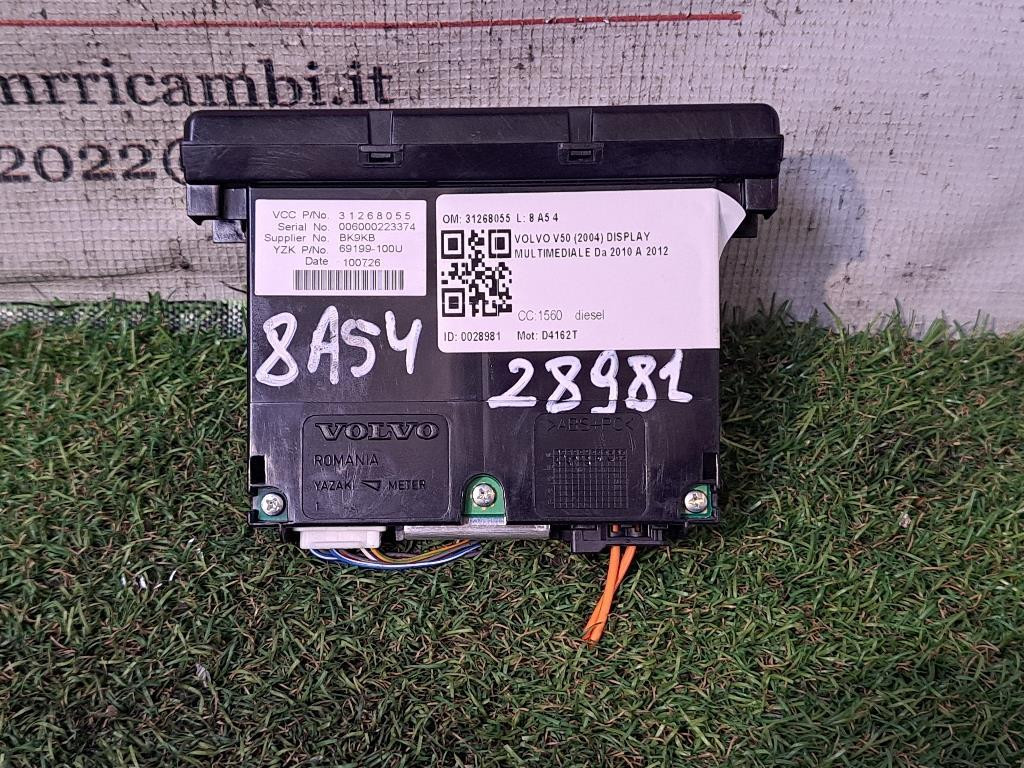 mrricambi.it
20220
VCC P/No. 31268055
Serial No. 006000223374
Supplier No. BK9KB
YZK P/No. 69199-100U
Date 100726
OM: 31268055 L: 8 A5 4
VOLVO V50 (2004) DISPLAY
MULTIMEDIALE Da 2010 A 2012
CC:1560 diesel
ID: 0028981 Mot: D4162T
8A54
28981
VOLVO
ROMANIA
YAZAKI METER
1
>ABS+PC<